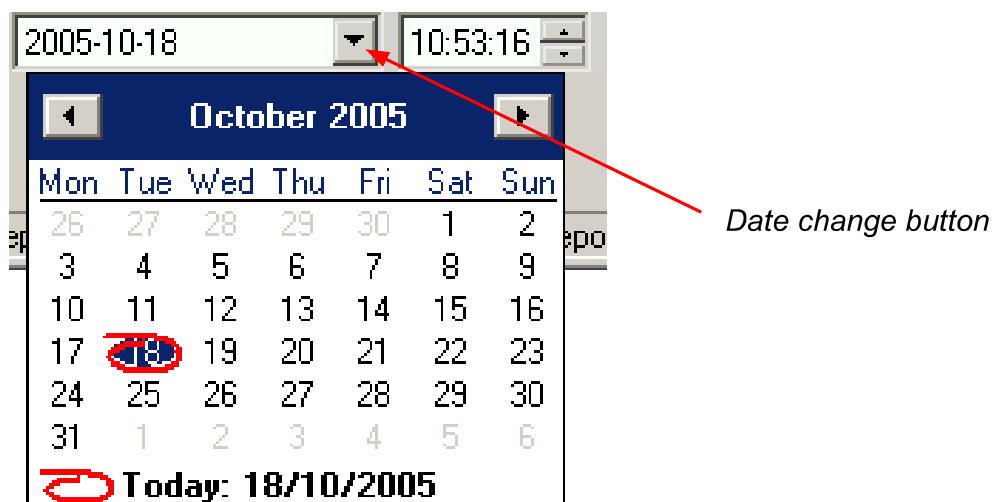 2005-10-18 10:53:16
October 2005
Mon Tue Wed Thu Fri Sat Sun
26 27 28 29 30 1 2
3 4 5 6 7 8 9
10 11 12 13 14 15 16
17 18 19 20 21 22 23
24 25 26 27 28 29 30
31 1 2 3 4 5 6
Today: 18/10/2005
Date change button